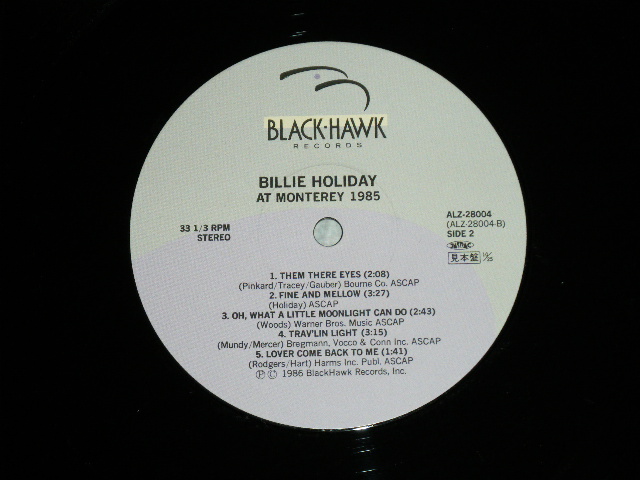 BLACK·HAWK
RECORDS
BILLIE HOLIDAY
AT MONTEREY 1985
33 1/3 RPM
STEREO
ALZ-28004
(ALZ-28004-B)
SIDE 2
見本盤
1. THEM THERE EYES (2:08)
(Pinkard/Tracey/Gauber) Bourne Co. ASCAP
2. FINE AND MELLOW (3:27)
(Holiday) ASCAP
3. OH, WHAT A LITTLE MOONLIGHT CAN DO (2:43)
(Woods) Warner Bros. Music ASCAP
4. TRAV'LIN LIGHT (3:15)
(Mundy/Mercer) Bregmann, Vocco & Conn Inc. ASCAP
5. LOVER COME BACK TO ME (1:41)
(Rodgers/Hart) Harms Inc. Publ. ASCAP
Ⓟ © 1986 BlackHawk Records, Inc.